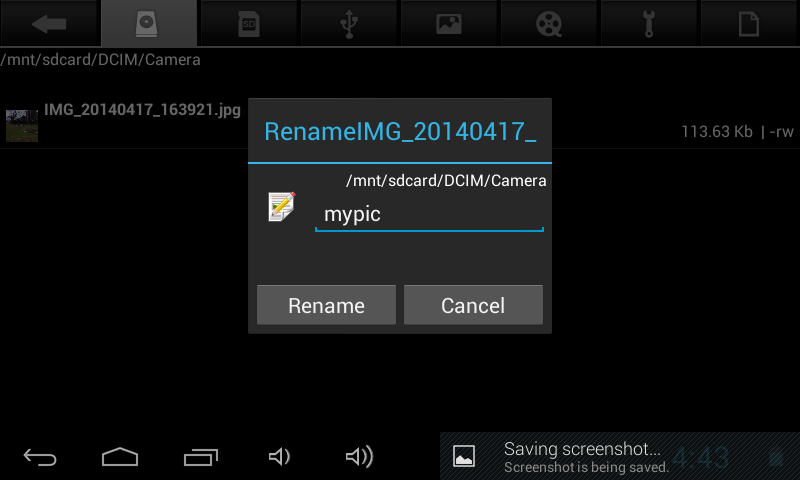 SD
/mnt/sdcard/DCIM/Camera
IMG_20140417_163921.jpg
113.63 Kb | -rw
RenameIMG_20140417_
/mnt/sdcard/DCIM/Camera
mypic
Rename
Cancel
Saving screenshot...
Screenshot is being saved.
4:43